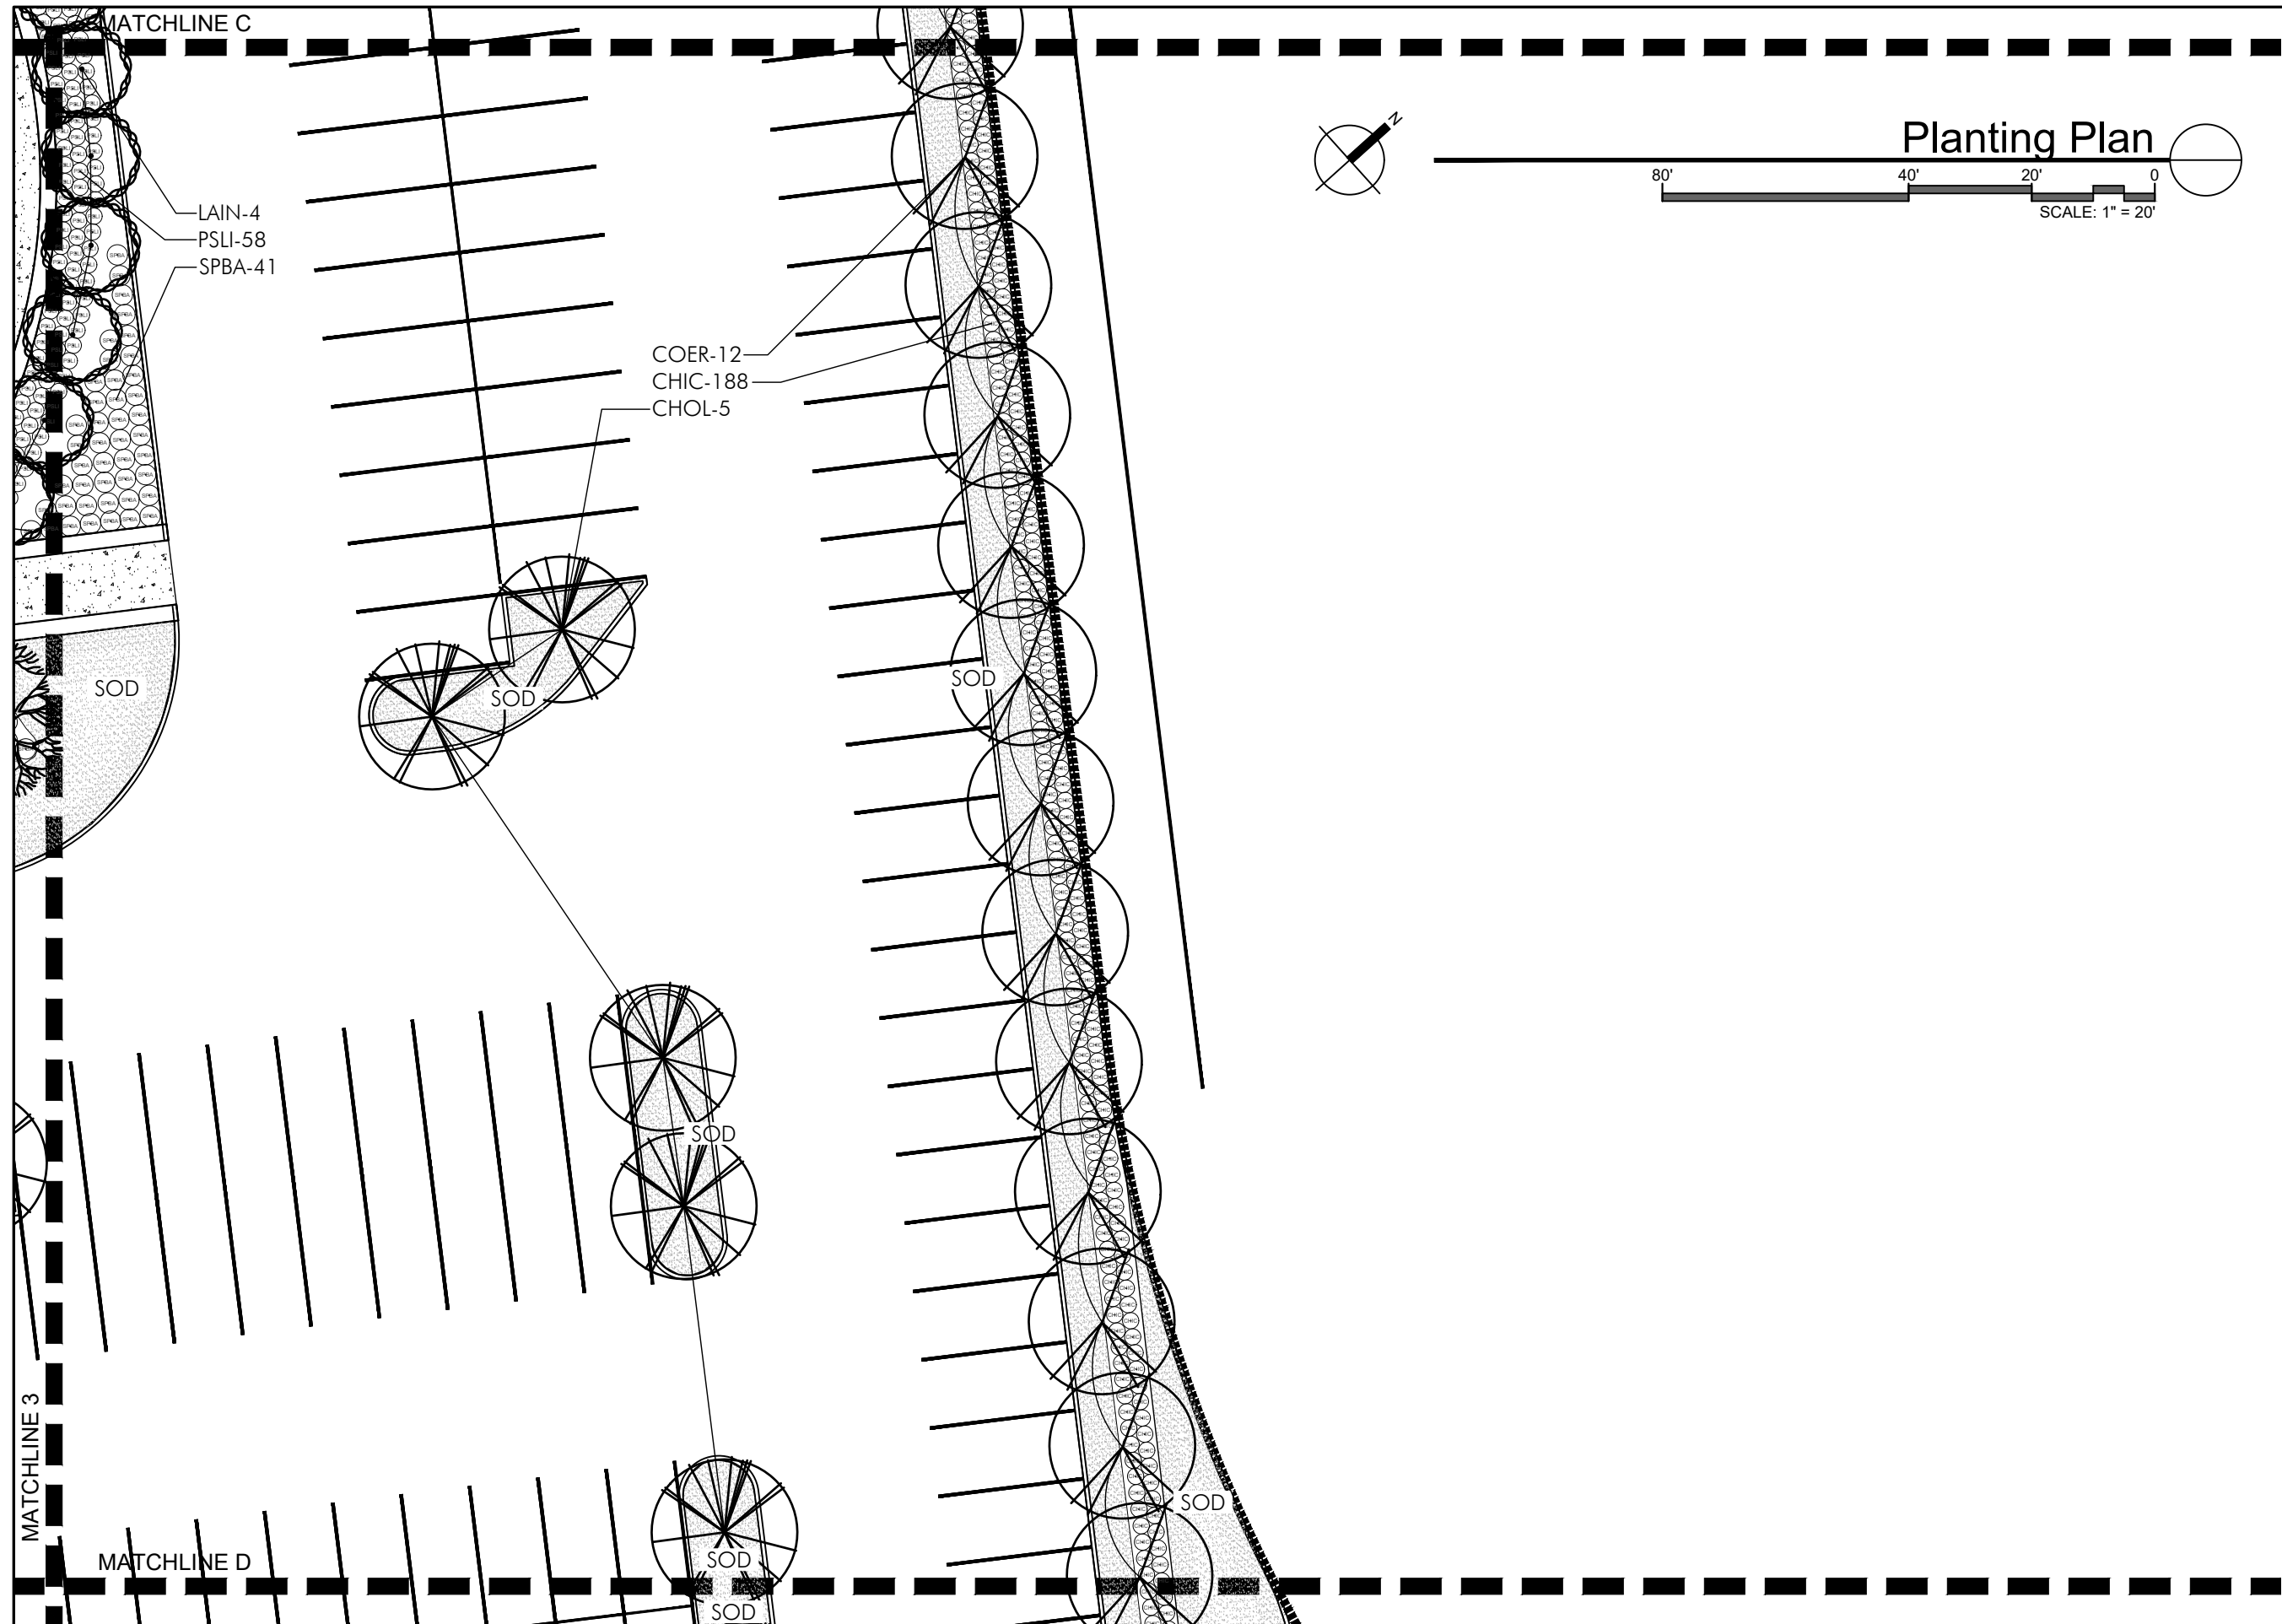 MATCHLINE C
N
Planting Plan
80' 40' 20' 0
SCALE: 1" = 20'
LAIN-4
PSLI-58
SPBA-41
COER-12
CHIC-188
CHOL-5
SOD
SOD
SOD
SOD
SOD
MATCHLINE 3
MATCHLINE D
SOD
SOD